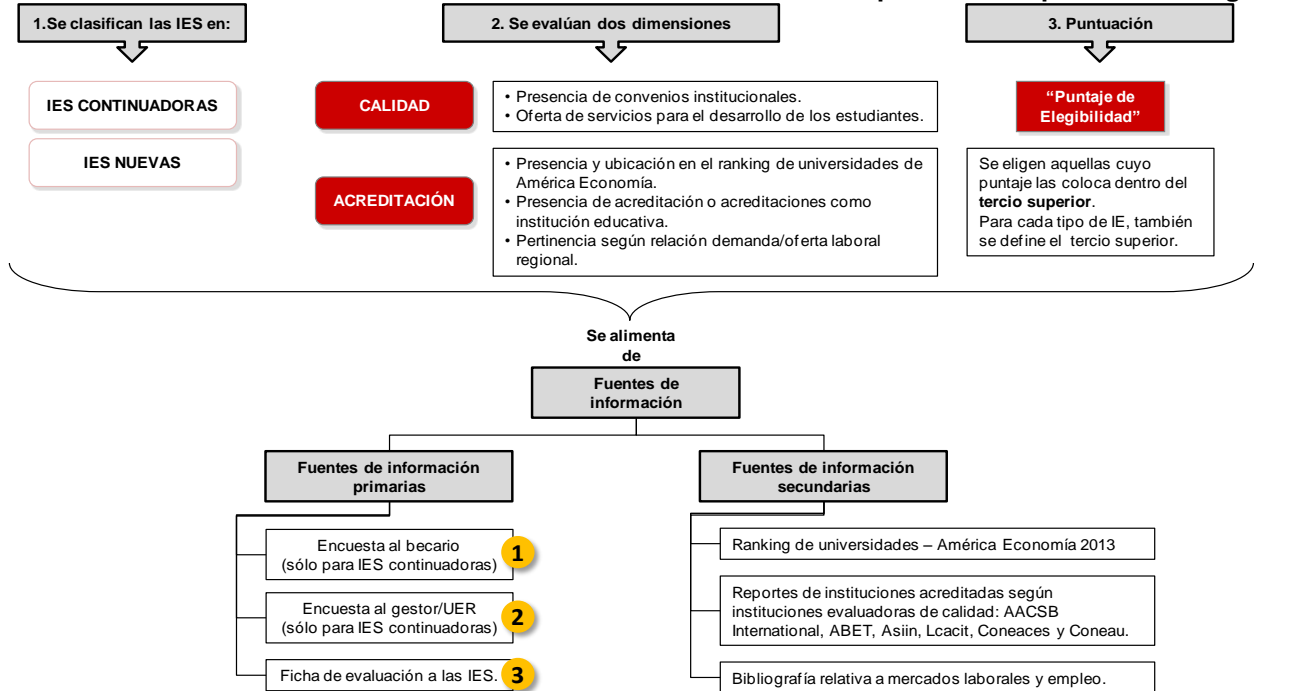 1.Se clasifican las IES en:
2. Se evalúan dos dimensiones
3. Puntuación
IES CONTINUADORAS
IES NUEVAS
CALIDAD
• Presencia de convenios institucionales.
• Oferta de servicios para el desarrollo de los estudiantes.
ACREDITACIÓN
• Presencia y ubicación en el ranking de universidades de
América Economía.
• Presencia de acreditación o acreditaciones como
institución educativa.
• Pertinencia según relación demanda/oferta laboral
regional.
“Puntaje de
Elegibilidad”
Se eligen aquellas cuyo
puntaje las coloca dentro del
tercio superior.
Para cada tipo de IE, también
se define el tercio superior.
Se alimenta
de
Fuentes de
información
Fuentes de información
primarias
Encuesta al becario
(sólo para IES continuadoras)
1
Encuesta al gestor/UER
(sólo para IES continuadoras)
2
Ficha de evaluación a las IES.
3
Fuentes de información
secundarias
Ranking de universidades – América Economía 2013
Reportes de instituciones acreditadas según
instituciones evaluadoras de calidad: AACSB
International, ABET, Asiin, Lcacit, Coneaces y Coneau.
Bibliografía relativa a mercados laborales y empleo.